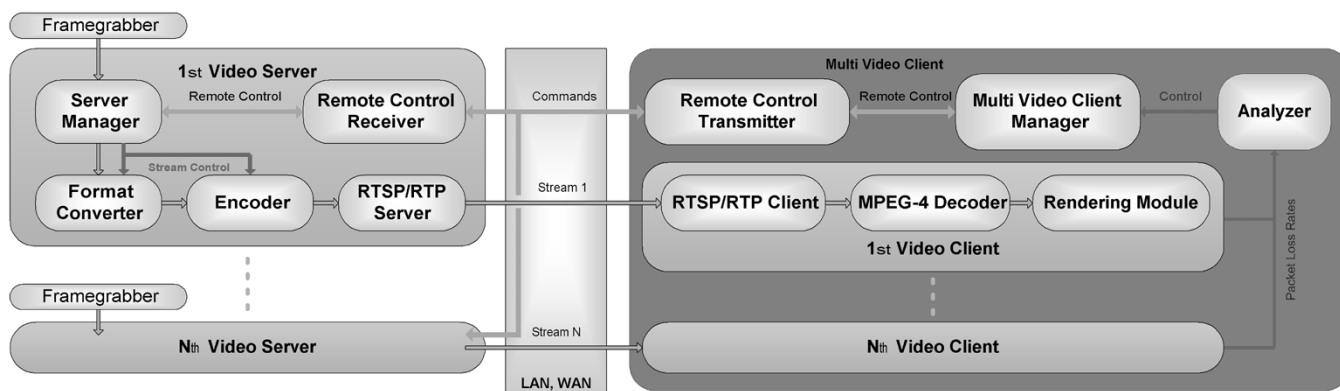 Framegrabber
1st Video Server
Server
Manager
Remote Control
Remote Control
Receiver
Stream Control
Format
Converter
Encoder
RTSP/RTP
Server
Framegrabber
Nth Video Server
Commands
Stream 1
Stream N
LAN, WAN
Multi Video Client
Remote Control
Transmitter
Remote Control
Multi Video Client
Manager
Control
Analyzer
RTSP/RTP Client
MPEG-4 Decoder
Rendering Module
1st Video Client
Packet Loss Rates
Nth Video Client